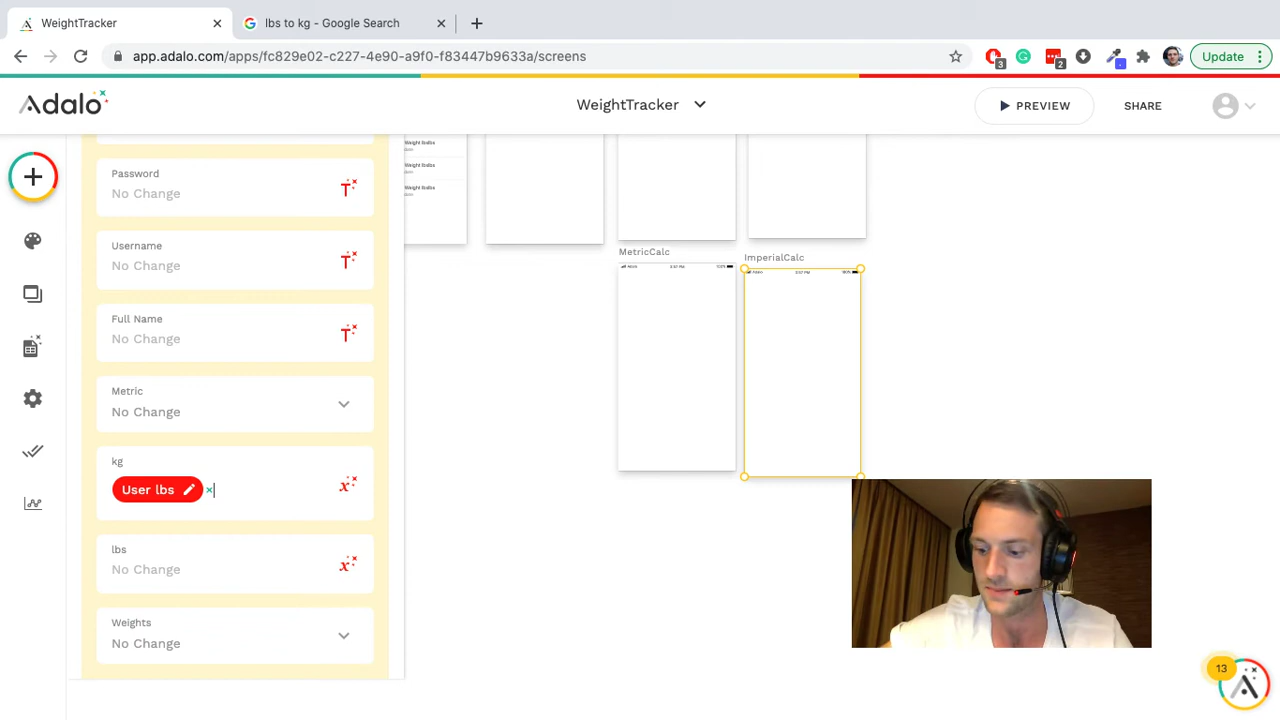 WeightTracker
lbs to kg - Google Search
app.adalo.com/apps/fc829e02-c227-4e90-a9f0-f83447b9633a/screens
3
2
Update
Adalo
WeightTracker
PREVIEW
SHARE
Password
No Change
Username
No Change
Full Name
No Change
Metric
No Change
kg
User lbs ×
lbs
No Change
Weights
No Change
MetricCalc
ImperialCalc
13